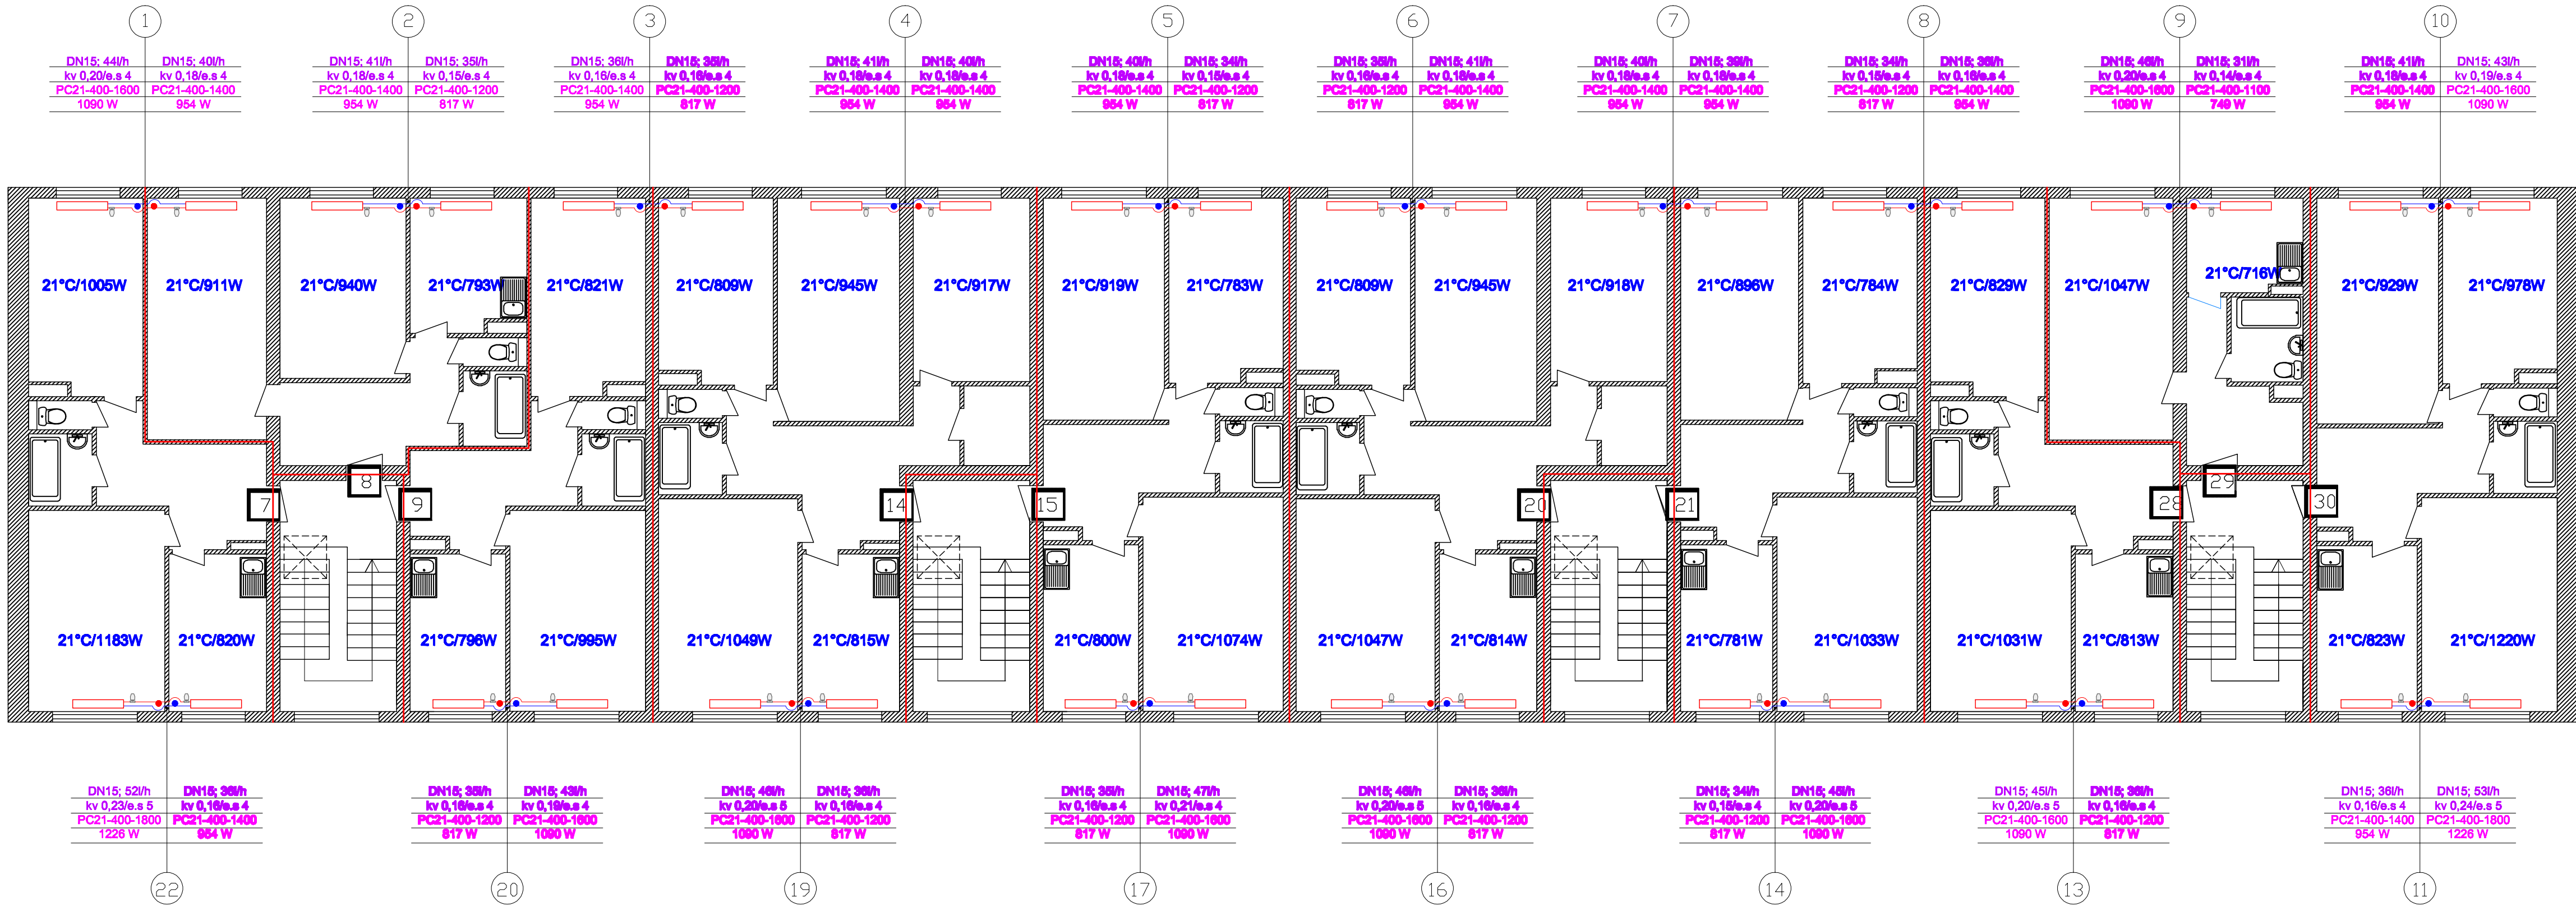 1 2 3 4 5 6 7 8 9 10
DN15; 44l/h DN15; 40l/h DN15; 41l/h DN15; 35l/h DN15; 36l/h DN15; 35l/h DN15; 41l/h DN15; 40l/h DN15; 40l/h DN15; 34l/h DN15; 35l/h DN15; 41l/h DN15; 40l/h DN15; 39l/h DN15; 34l/h DN15; 36l/h DN15; 46l/h DN15; 31l/h DN15; 41l/h DN15; 43l/h
kv 0,20/e.s 4 kv 0,18/e.s 4 kv 0,18/e.s 4 kv 0,15/e.s 4 kv 0,16/e.s 4 kv 0,16/e.s 4 kv 0,18/e.s 4 kv 0,18/e.s 4 kv 0,18/e.s 4 kv 0,15/e.s 4 kv 0,16/e.s 4 kv 0,18/e.s 4 kv 0,18/e.s 4 kv 0,18/e.s 4 kv 0,15/e.s 4 kv 0,16/e.s 4 kv 0,20/e.s 4 kv 0,14/e.s 4 kv 0,18/e.s 4 kv 0,19/e.s 4
PC21-400-1600 PC21-400-1400 PC21-400-1400 PC21-400-1200 PC21-400-1400 PC21-400-1200 PC21-400-1400 PC21-400-1400 PC21-400-1400 PC21-400-1200 PC21-400-1200 PC21-400-1400 PC21-400-1400 PC21-400-1400 PC21-400-1200 PC21-400-1400 PC21-400-1600 PC21-400-1100 PC21-400-1400 PC21-400-1600
1090 W 954 W 954 W 817 W 954 W 817 W 954 W 954 W 954 W 817 W 817 W 954 W 954 W 954 W 817 W 954 W 1090 W 749 W 954 W 1090 W
21°C/1005W 21°C/911W 21°C/940W 21°C/793W 21°C/821W 21°C/809W 21°C/945W 21°C/917W 21°C/919W 21°C/783W 21°C/809W 21°C/945W 21°C/918W 21°C/896W 21°C/784W 21°C/829W 21°C/1047W 21°C/716W 21°C/929W 21°C/978W
7 8 9 14 15 20 21 28 29 30
21°C/1183W 21°C/820W 21°C/796W 21°C/995W 21°C/1049W 21°C/815W 21°C/800W 21°C/1074W 21°C/1047W 21°C/814W 21°C/781W 21°C/1033W 21°C/1031W 21°C/813W 21°C/823W 21°C/1220W
DN15; 52l/h DN15; 36l/h DN15; 35l/h DN15; 43l/h DN15; 46l/h DN15; 36l/h DN15; 35l/h DN15; 47l/h DN15; 46l/h DN15; 36l/h DN15; 34l/h DN15; 45l/h DN15; 45l/h DN15; 36l/h DN15; 36l/h DN15; 53l/h
kv 0,23/e.s 5 kv 0,16/e.s 4 kv 0,16/e.s 4 kv 0,19/e.s 4 kv 0,20/e.s 5 kv 0,16/e.s 4 kv 0,16/e.s 4 kv 0,21/e.s 4 kv 0,20/e.s 5 kv 0,16/e.s 4 kv 0,15/e.s 4 kv 0,20/e.s 5 kv 0,20/e.s 5 kv 0,16/e.s 4 kv 0,16/e.s 4 kv 0,24/e.s 5
PC21-400-1800 PC21-400-1400 PC21-400-1200 PC21-400-1600 PC21-400-1600 PC21-400-1200 PC21-400-1200 PC21-400-1600 PC21-400-1600 PC21-400-1200 PC21-400-1200 PC21-400-1600 PC21-400-1600 PC21-400-1200 PC21-400-1400 PC21-400-1800
1226 W 954 W 817 W 1090 W 1090 W 817 W 817 W 1090 W 1090 W 817 W 817 W 1090 W 1090 W 817 W 954 W 1226 W
22 20 19 17 16 14 13 11